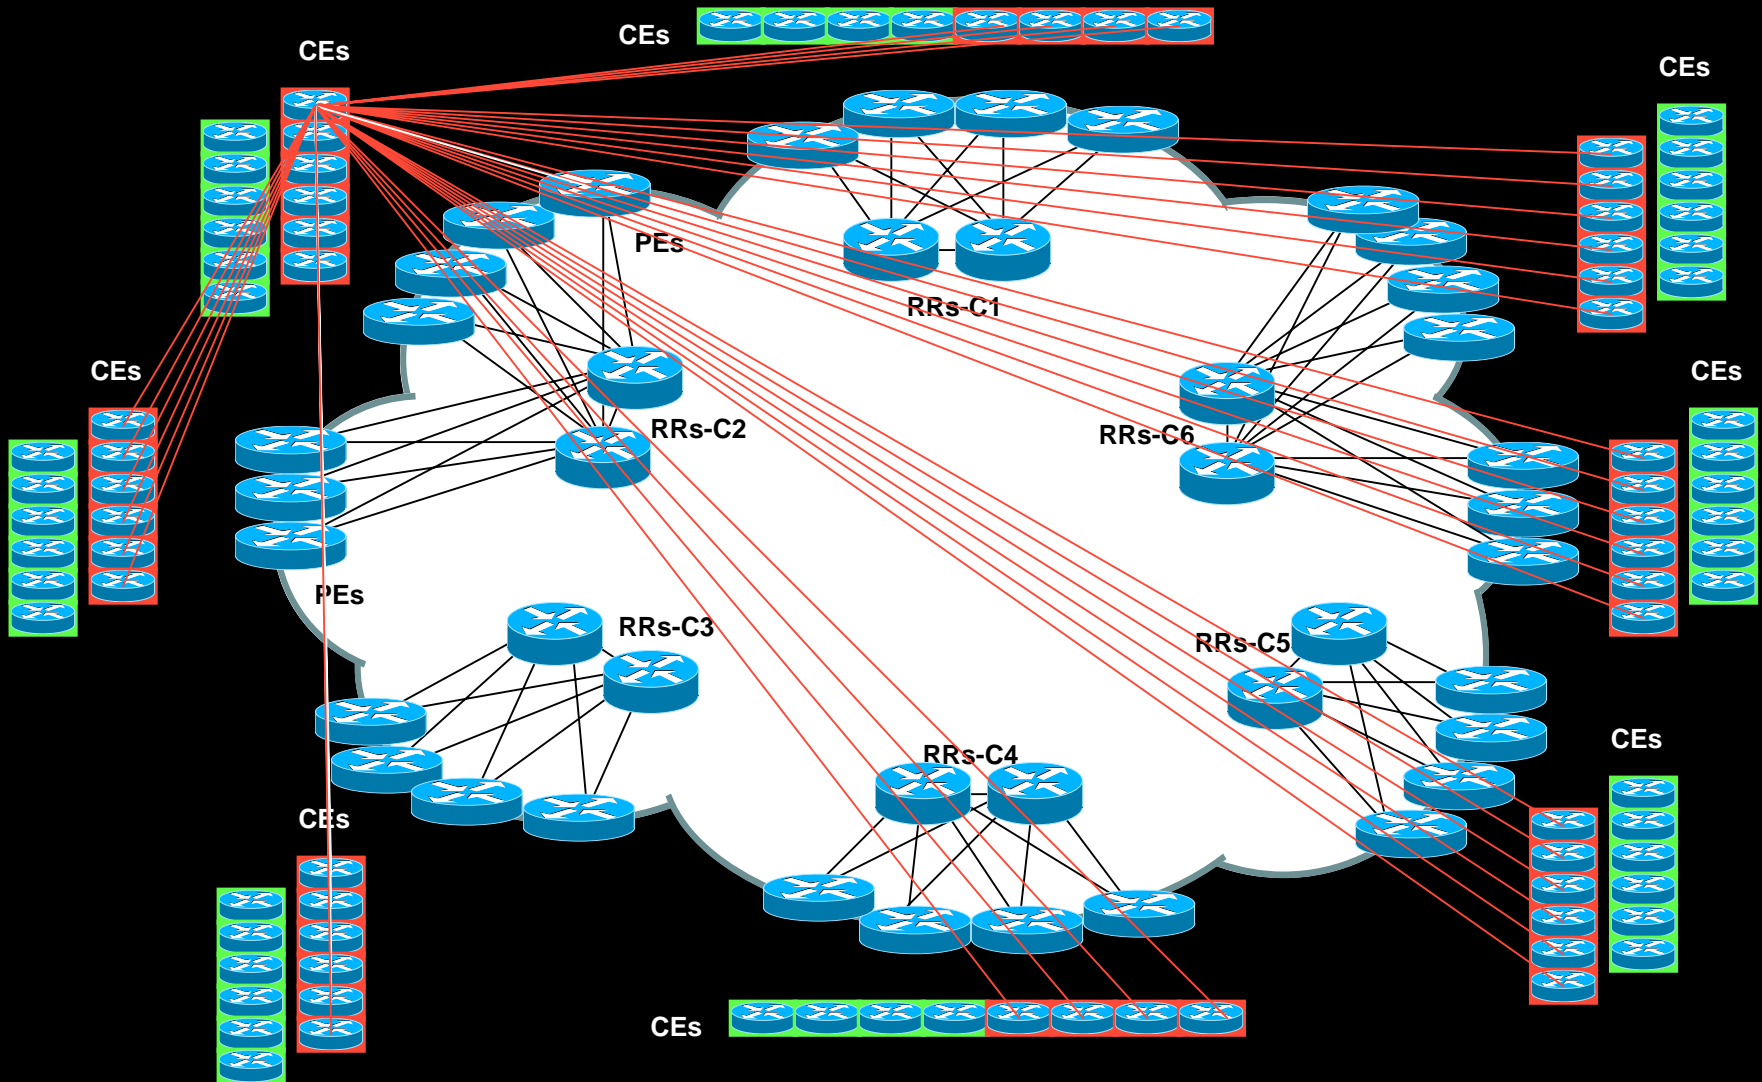 CEs
CEs
CEs
PEs
RRs-C1
CEs
CEs
RRs-C2
RRs-C6
PEs
RRs-C3
RRs-C5
CEs
RRs-C4
CEs
CEs